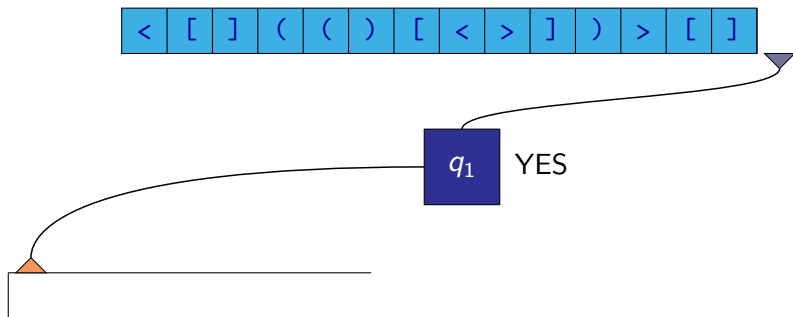 < [ ] ( ( ) [ < > ] ) > [ ]
q₁ YES